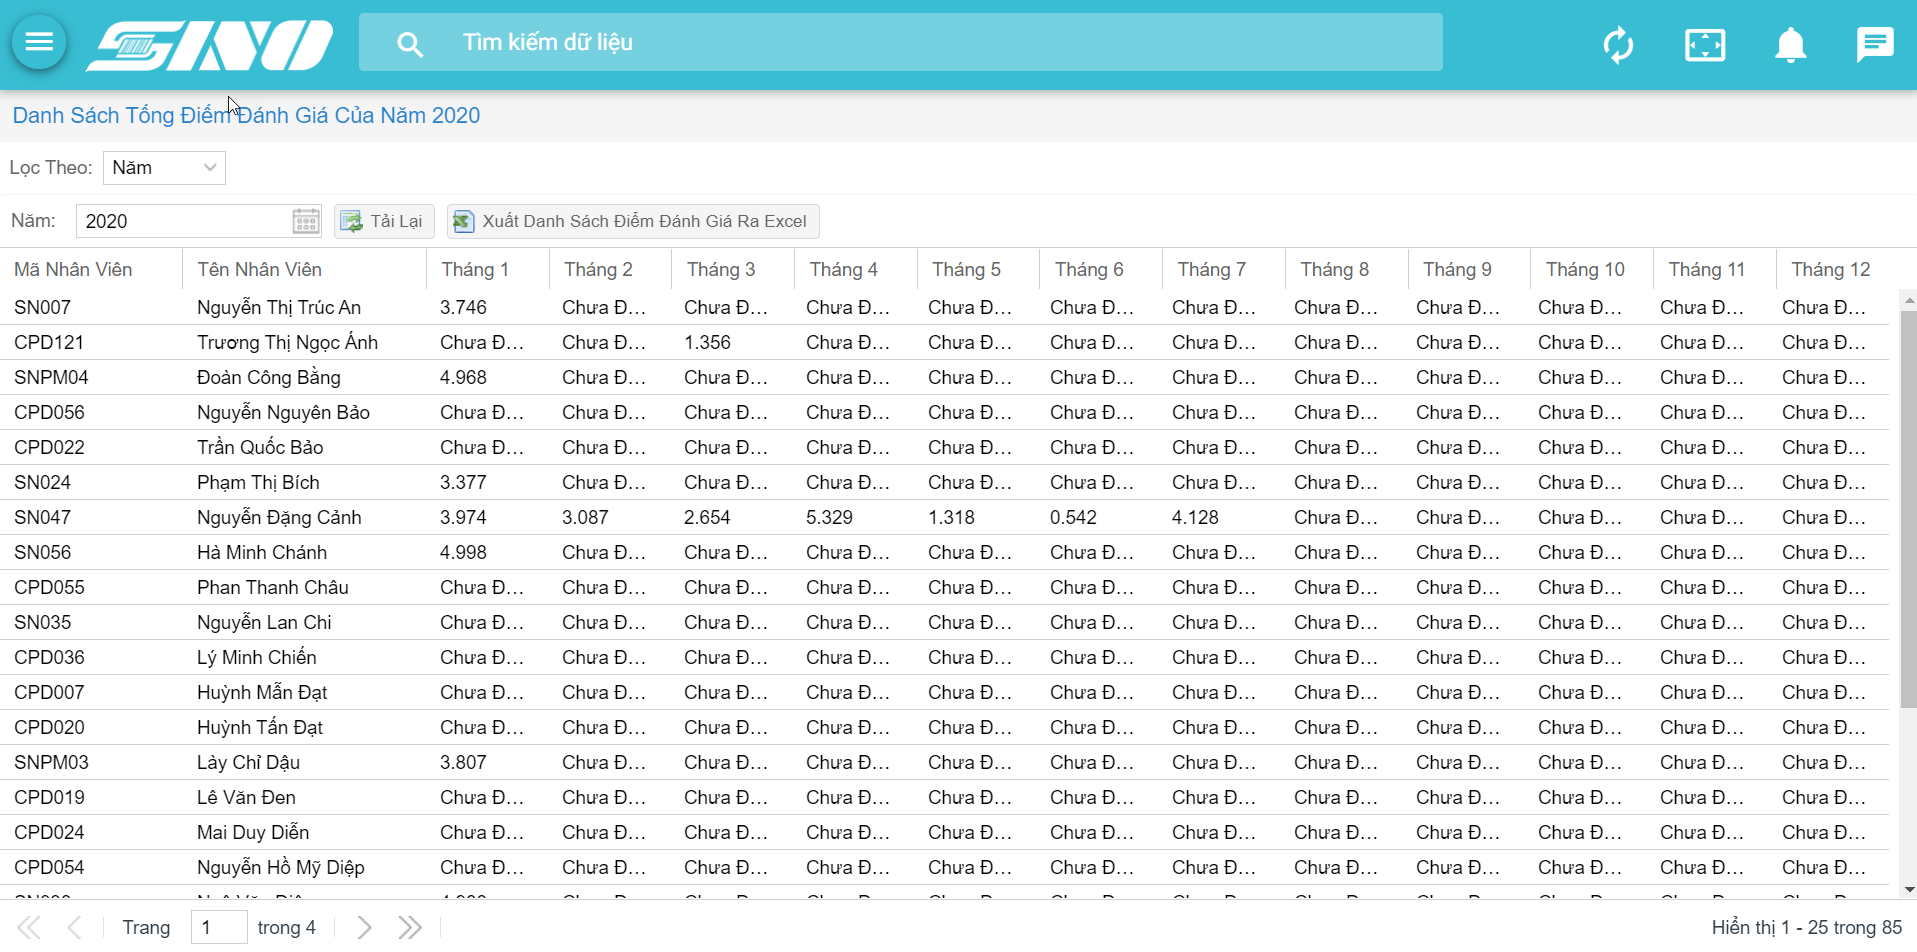 SINO
Tìm kiếm dữ liệu
Danh Sách Tổng Điểm Đánh Giá Của Năm 2020
Lọc Theo: Năm
Năm: 2020 Tải Lại Xuất Danh Sách Điểm Đánh Giá Ra Excel
Mã Nhân Viên Tên Nhân Viên Tháng 1 Tháng 2 Tháng 3 Tháng 4 Tháng 5 Tháng 6 Tháng 7 Tháng 8 Tháng 9 Tháng 10 Tháng 11 Tháng 12
SN007 Nguyễn Thị Trúc An 3.746 Chưa Đ... Chưa Đ... Chưa Đ... Chưa Đ... Chưa Đ... Chưa Đ... Chưa Đ... Chưa Đ... Chưa Đ... Chưa Đ... Chưa Đ...
CPD121 Trương Thị Ngọc Ánh Chưa Đ... Chưa Đ... 1.356 Chưa Đ... Chưa Đ... Chưa Đ... Chưa Đ... Chưa Đ... Chưa Đ... Chưa Đ... Chưa Đ... Chưa Đ...
SNPM04 Đoàn Công Bằng 4.968 Chưa Đ... Chưa Đ... Chưa Đ... Chưa Đ... Chưa Đ... Chưa Đ... Chưa Đ... Chưa Đ... Chưa Đ... Chưa Đ... Chưa Đ...
CPD056 Nguyễn Nguyên Bảo Chưa Đ... Chưa Đ... Chưa Đ... Chưa Đ... Chưa Đ... Chưa Đ... Chưa Đ... Chưa Đ... Chưa Đ... Chưa Đ... Chưa Đ... Chưa Đ...
CPD022 Trần Quốc Bảo Chưa Đ... Chưa Đ... Chưa Đ... Chưa Đ... Chưa Đ... Chưa Đ... Chưa Đ... Chưa Đ... Chưa Đ... Chưa Đ... Chưa Đ... Chưa Đ...
SN024 Phạm Thị Bích 3.377 Chưa Đ... Chưa Đ... Chưa Đ... Chưa Đ... Chưa Đ... Chưa Đ... Chưa Đ... Chưa Đ... Chưa Đ... Chưa Đ... Chưa Đ...
SN047 Nguyễn Đặng Cảnh 3.974 3.087 2.654 5.329 1.318 0.542 4.128 Chưa Đ... Chưa Đ... Chưa Đ... Chưa Đ... Chưa Đ...
SN056 Hà Minh Chánh 4.998 Chưa Đ... Chưa Đ... Chưa Đ... Chưa Đ... Chưa Đ... Chưa Đ... Chưa Đ... Chưa Đ... Chưa Đ... Chưa Đ... Chưa Đ...
CPD055 Phan Thanh Châu Chưa Đ... Chưa Đ... Chưa Đ... Chưa Đ... Chưa Đ... Chưa Đ... Chưa Đ... Chưa Đ... Chưa Đ... Chưa Đ... Chưa Đ... Chưa Đ...
SN035 Nguyễn Lan Chi Chưa Đ... Chưa Đ... Chưa Đ... Chưa Đ... Chưa Đ... Chưa Đ... Chưa Đ... Chưa Đ... Chưa Đ... Chưa Đ... Chưa Đ... Chưa Đ...
CPD036 Lý Minh Chiến Chưa Đ... Chưa Đ... Chưa Đ... Chưa Đ... Chưa Đ... Chưa Đ... Chưa Đ... Chưa Đ... Chưa Đ... Chưa Đ... Chưa Đ... Chưa Đ...
CPD007 Huỳnh Mẫn Đạt Chưa Đ... Chưa Đ... Chưa Đ... Chưa Đ... Chưa Đ... Chưa Đ... Chưa Đ... Chưa Đ... Chưa Đ... Chưa Đ... Chưa Đ... Chưa Đ...
CPD020 Huỳnh Tấn Đạt Chưa Đ... Chưa Đ... Chưa Đ... Chưa Đ... Chưa Đ... Chưa Đ... Chưa Đ... Chưa Đ... Chưa Đ... Chưa Đ... Chưa Đ... Chưa Đ...
SNPM03 Lày Chỉ Dậu 3.807 Chưa Đ... Chưa Đ... Chưa Đ... Chưa Đ... Chưa Đ... Chưa Đ... Chưa Đ... Chưa Đ... Chưa Đ... Chưa Đ... Chưa Đ...
CPD019 Lê Văn Đen Chưa Đ... Chưa Đ... Chưa Đ... Chưa Đ... Chưa Đ... Chưa Đ... Chưa Đ... Chưa Đ... Chưa Đ... Chưa Đ... Chưa Đ... Chưa Đ...
CPD024 Mai Duy Diễn Chưa Đ... Chưa Đ... Chưa Đ... Chưa Đ... Chưa Đ... Chưa Đ... Chưa Đ... Chưa Đ... Chưa Đ... Chưa Đ... Chưa Đ... Chưa Đ...
CPD054 Nguyễn Hồ Mỹ Diệp Chưa Đ... Chưa Đ... Chưa Đ... Chưa Đ... Chưa Đ... Chưa Đ... Chưa Đ... Chưa Đ... Chưa Đ... Chưa Đ... Chưa Đ... Chưa Đ...
Trang 1 trong 4 Hiển thị 1 - 25 trong 85